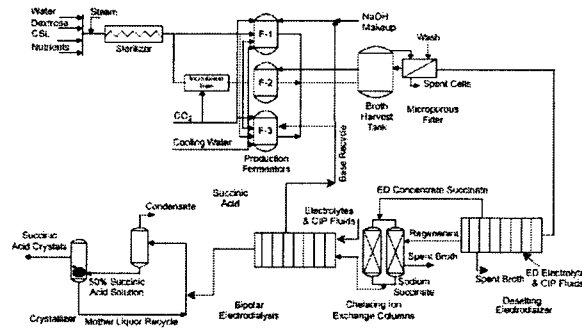 Water
Dextrose
CSL
Nutrients
Steam
Sterilizer
F-1
F-2
F-3
CO2
Cooling Water
Production
Fermentors
NaOH
Makeup
Base Recycle
Broth
Harvest
Tank
Wash
Spent Cells
Microporous
Filter
Succinic
Acid
Condensate
Succinic
Acid Crystals
50% Succinic
Acid Solution
Crystallizer
Mother Liquor Recycle
Bipolar
Electrodialysis
Electrolytes
& CIP Fluids
ED Concentrate Succinate
Regenerant
Spent Broth
Sodium
Succinate
Chelating Ion
Exchange Columns
Spent Broth
ED Electrolytes
& CIP Fluids
Desalting
Electrodialyzer